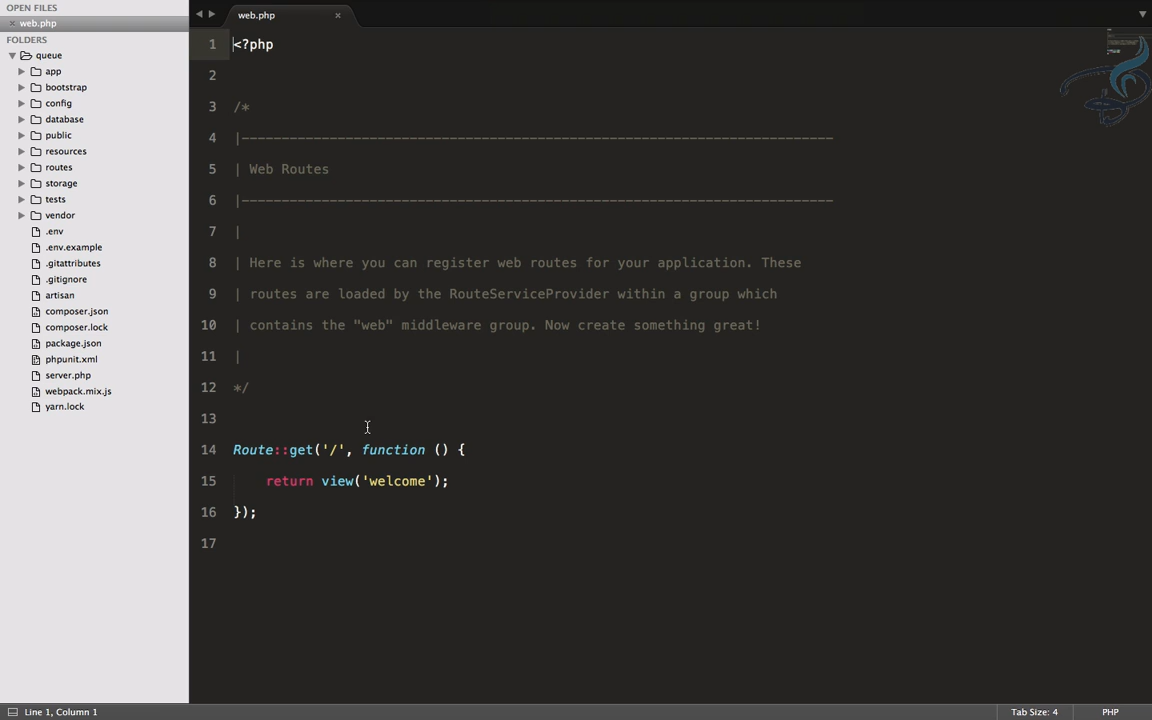 OPEN FILES
× web.php
FOLDERS
queue
app
bootstrap
config
database
public
resources
routes
storage
tests
vendor
.env
.env.example
.gitattributes
.gitignore
artisan
composer.json
composer.lock
package.json
phpunit.xml
server.php
webpack.mix.js
yarn.lock
web.php ×
1 <?php
2
3 /*
4 |--------------------------------------------------------------------------
5 | Web Routes
6 |--------------------------------------------------------------------------
7 |
8 | Here is where you can register web routes for your application. These
9 | routes are loaded by the RouteServiceProvider within a group which
10 | contains the "web" middleware group. Now create something great!
11 |
12 */
13
14 Route::get('/', function () {
15     return view('welcome');
16 });
17
Line 1, Column 1
Tab Size: 4
PHP